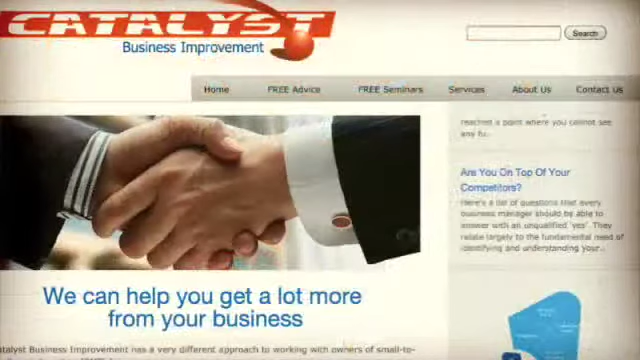 CATALYST
Business Improvement
Search
Home
FREE Advice
FREE Seminars
Services
About Us
Contact Us
reached a point where you cannot see
any fu..
Are You On Top Of Your
Competitors?
Here's a list of questions that every
business manager should be able to
answer with an unqualified 'yes'. They
relate largely to the fundamental need of
identifying and understanding your...
We can help you get a lot more
from your business
atalyst Business Improvement has a very different approach to working with owners of small-to-